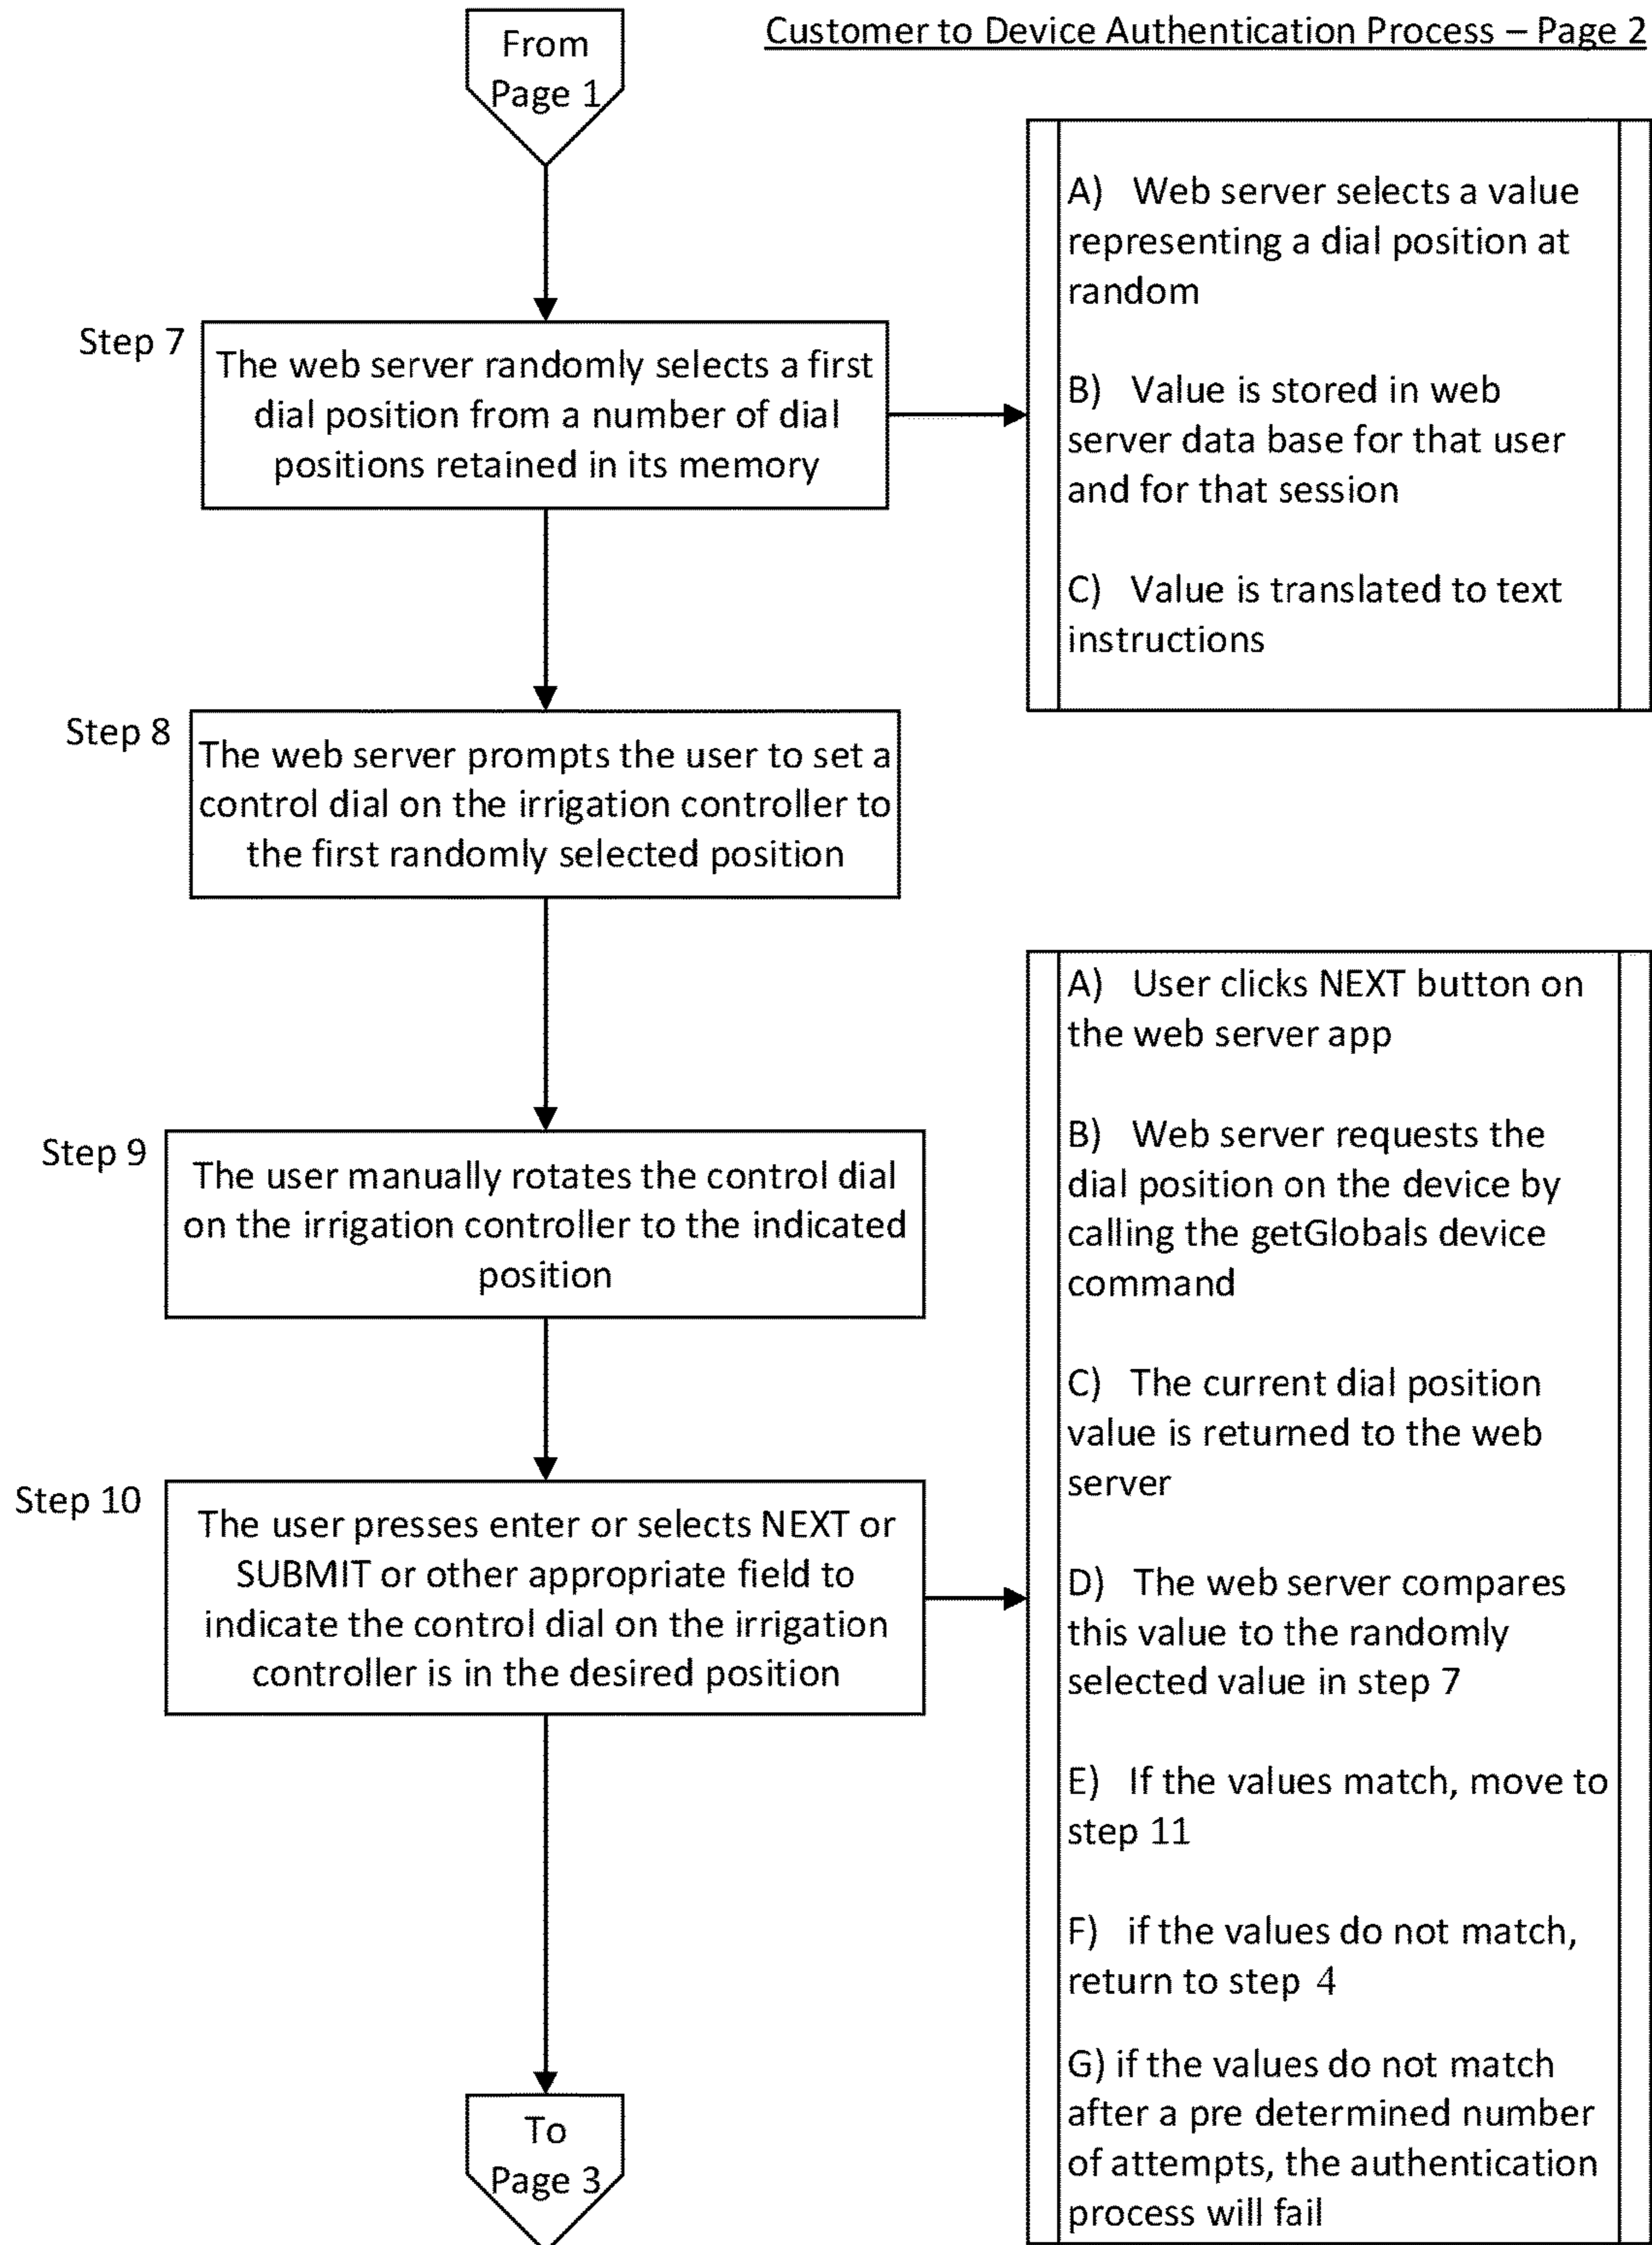 Customer to Device Authentication Process – Page 2
From
Page 1
Step 7
The web server randomly selects a first
dial position from a number of dial
positions retained in its memory
A) Web server selects a value
representing a dial position at
random
B) Value is stored in web
server data base for that user
and for that session
C) Value is translated to text
instructions
Step 8
The web server prompts the user to set a
control dial on the irrigation controller to
the first randomly selected position
Step 9
The user manually rotates the control dial
on the irrigation controller to the indicated
position
Step 10
The user presses enter or selects NEXT or
SUBMIT or other appropriate field to
indicate the control dial on the irrigation
controller is in the desired position
A) User clicks NEXT button on
the web server app
B) Web server requests the
dial position on the device by
calling the getGlobals device
command
C) The current dial position
value is returned to the web
server
D) The web server compares
this value to the randomly
selected value in step 7
E) If the values match, move to
step 11
F) if the values do not match,
return to step 4
G) if the values do not match
after a pre determined number
of attempts, the authentication
process will fail
To
Page 3